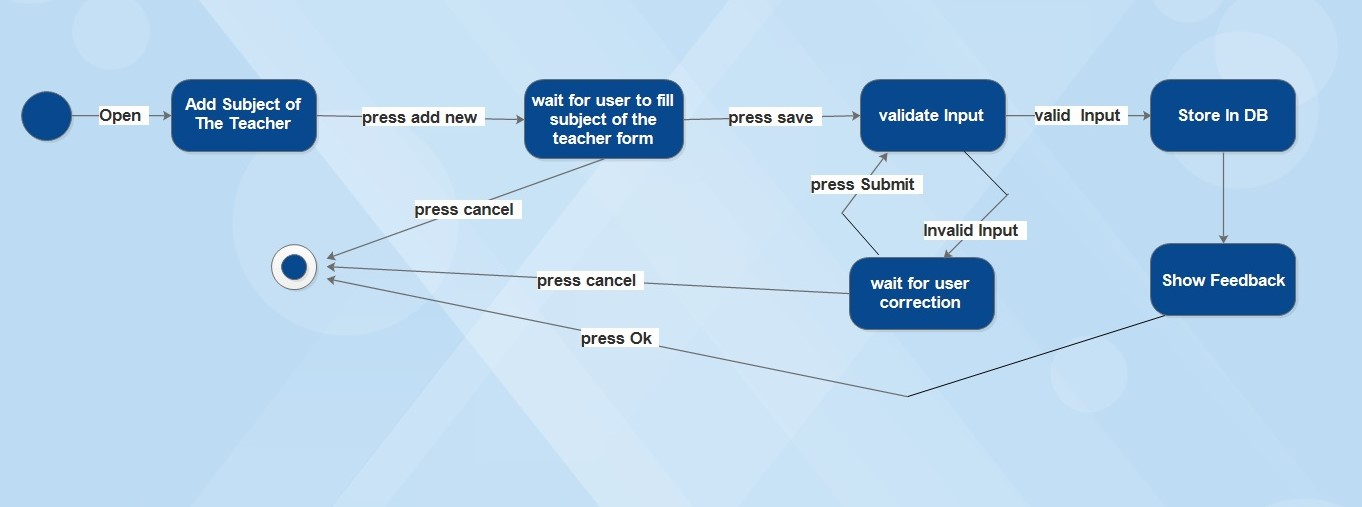 Open
Add Subject of
The Teacher
press add new
wait for user to fill
subject of the
teacher form
press save
validate Input
valid Input
Store In DB
press Submit
press cancel
Invalid Input
press cancel
wait for user
correction
Show Feedback
press Ok